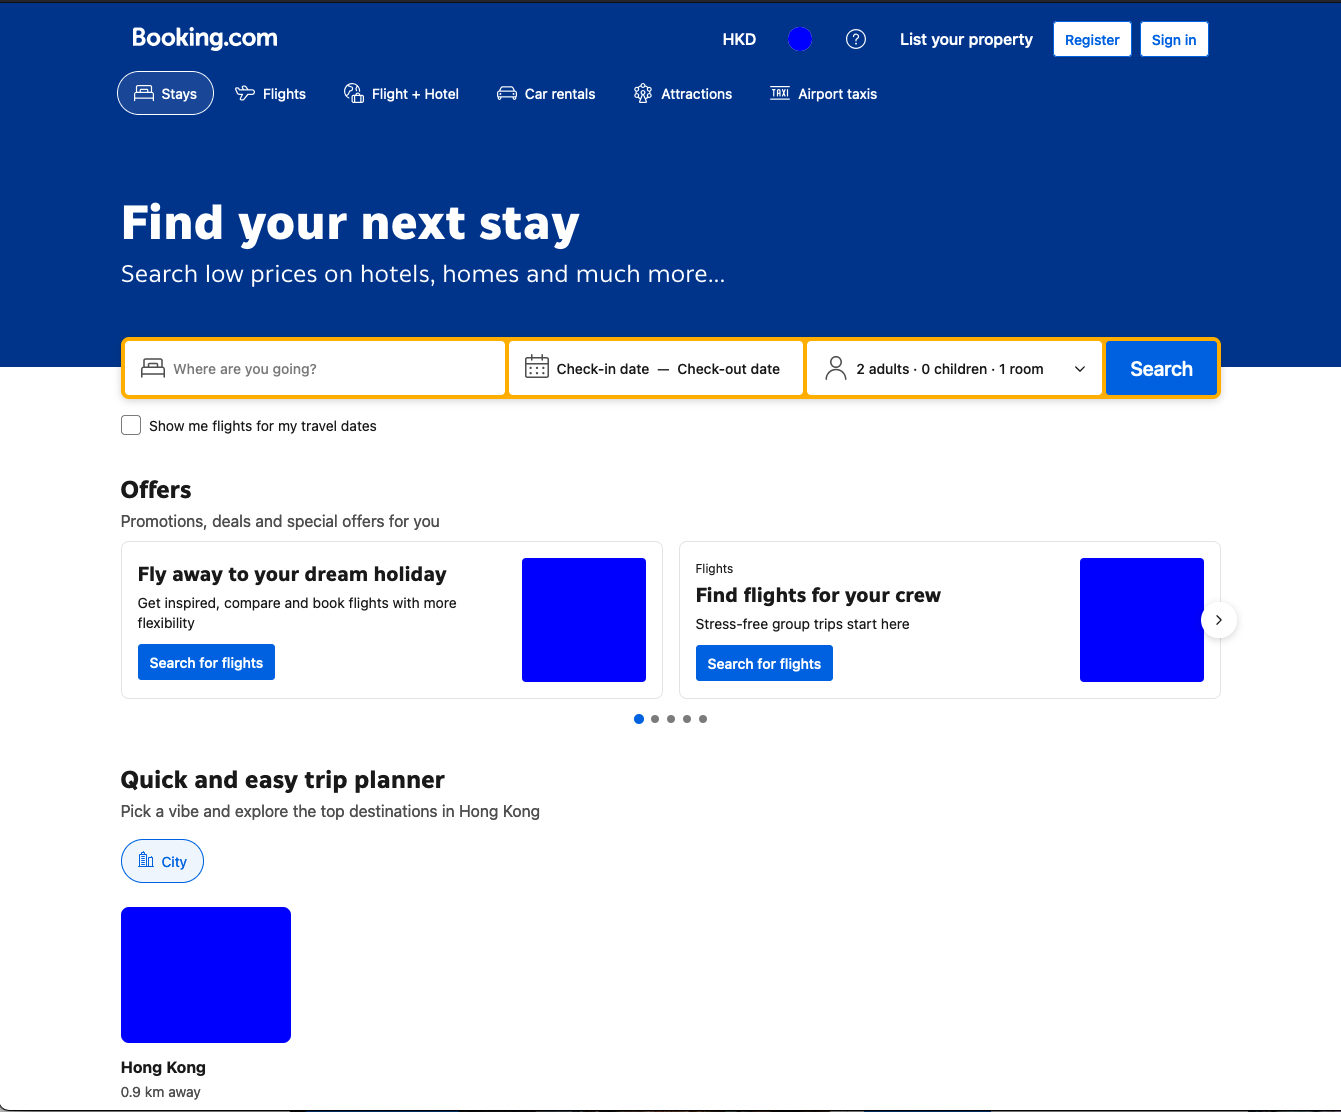 Booking.com
HKD
List your property
Register
Sign in
Stays
Flights
Flight + Hotel
Car rentals
Attractions
TAXI
Airport taxis
Find your next stay
Search low prices on hotels, homes and much more...
Where are you going?
Check-in date — Check-out date
2 adults · 0 children · 1 room
Search
Show me flights for my travel dates
Offers
Promotions, deals and special offers for you
Fly away to your dream holiday
Get inspired, compare and book flights with more
flexibility
Search for flights
Flights
Find flights for your crew
Stress-free group trips start here
Search for flights
Quick and easy trip planner
Pick a vibe and explore the top destinations in Hong Kong
City
Hong Kong
0.9 km away